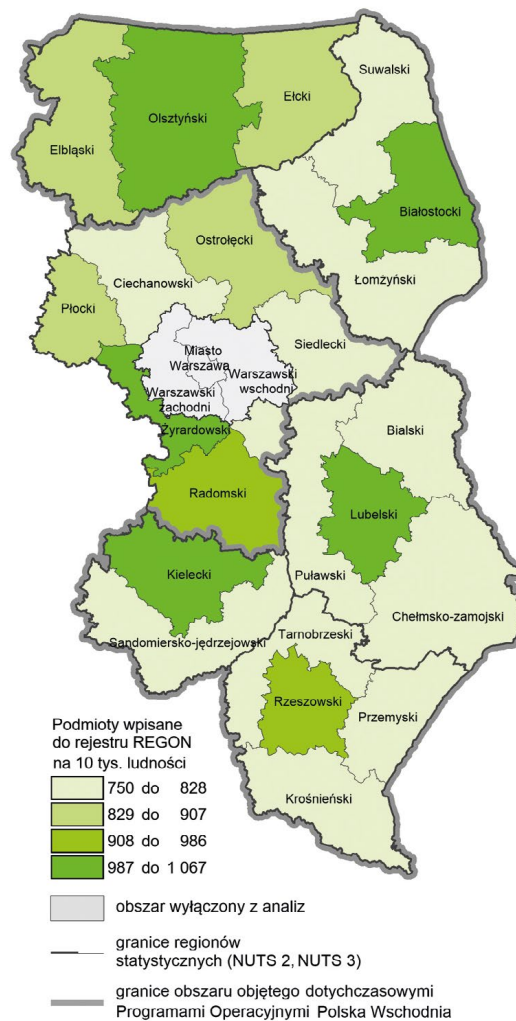 Suwalski
Ełcki
Olsztyński
Elbląski
Białostocki
Ostrołęcki
Łomżyński
Ciechanowski
Płocki
Siedlecki
Miasto
Warszawa
Warszawski
wschodni
Warszawski
zachodni
Żyrardowski
Bialski
Radomski
Lubelski
Kielecki
Puławski
Chełmsko-zamojski
Tarnobrzeski
Sandomiersko-jędrzejowski
Rzeszowski
Przemyski
Krośnieński
Podmioty wpisane
do rejestru REGON
na 10 tys. ludności
750 do 828
829 do 907
908 do 986
987 do 1 067
obszar wyłączony z analiz
granice regionów
statystycznych (NUTS 2, NUTS 3)
granice obszaru objętego dotychczasowymi
Programami Operacyjnymi Polska Wschodnia